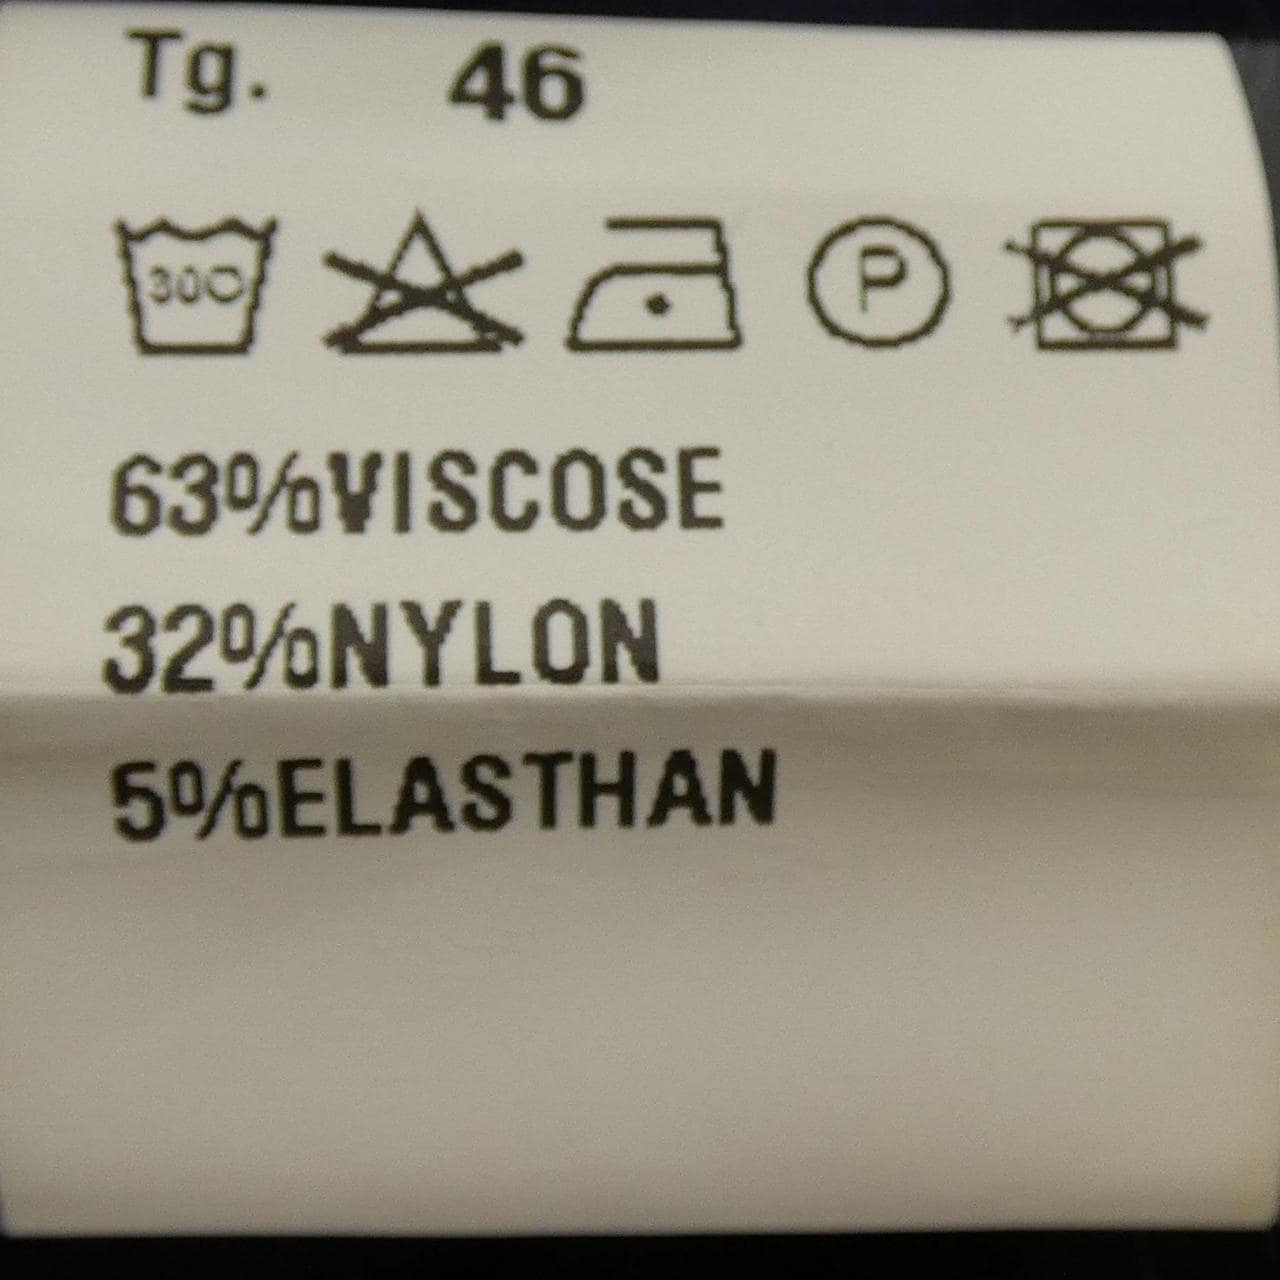 Tg. 46
30○
P
63%VISCOSE
32%NYLON
5%ELASTHAN